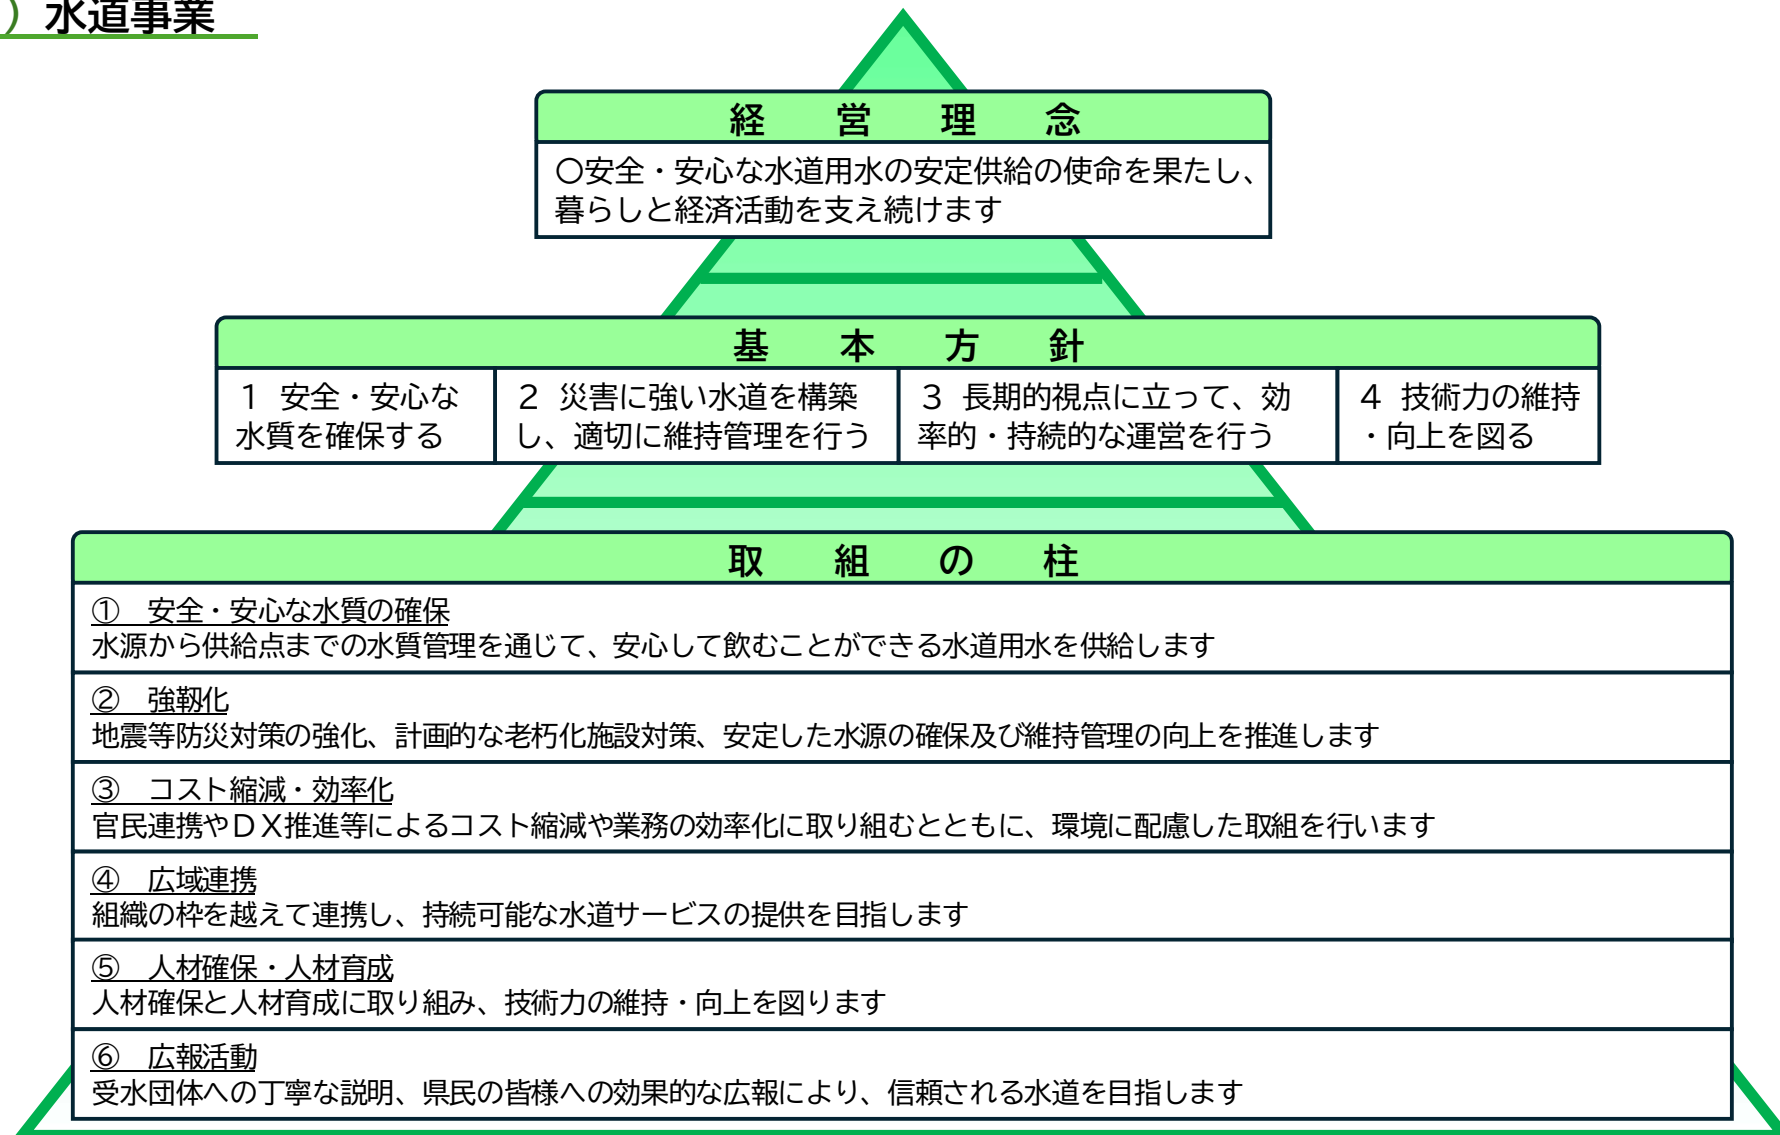 ）水道事業
経営理念
〇安全・安心な水道用水の安定供給の使命を果たし、
暮らしと経済活動を支え続けます
基本方針
１ 安全・安心な
水質を確保する
２ 災害に強い水道を構築
し、適切に維持管理を行う
３ 長期的視点に立って、効
率的・持続的な運営を行う
４ 技術力の維持
・向上を図る
取組の柱
①　安全・安心な水質の確保
水源から供給点までの水質管理を通じて、安心して飲むことができる水道用水を供給します
②　強靱化
地震等防災対策の強化、計画的な老朽化施設対策、安定した水源の確保及び維持管理の向上を推進します
③　コスト縮減・効率化
官民連携やＤＸ推進等によるコスト縮減や業務の効率化に取り組むとともに、環境に配慮した取組を行います
④　広域連携
組織の枠を越えて連携し、持続可能な水道サービスの提供を目指します
⑤　人材確保・人材育成
人材確保と人材育成に取り組み、技術力の維持・向上を図ります
⑥　広報活動
受水団体への丁寧な説明、県民の皆様への効果的な広報により、信頼される水道を目指します